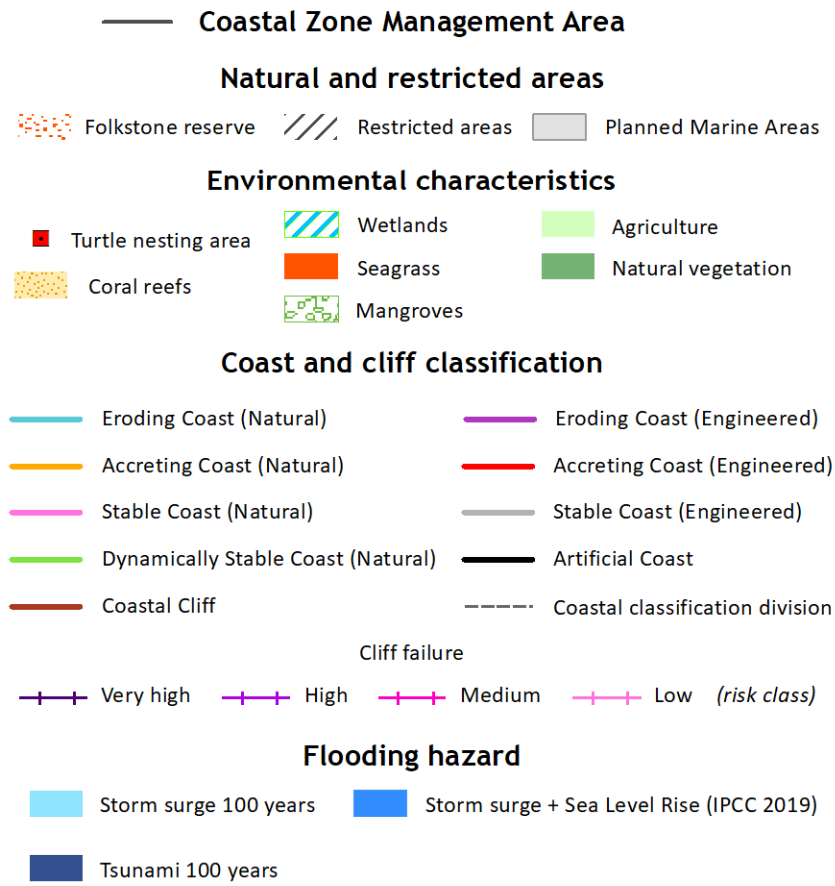 Coastal Zone Management Area
Natural and restricted areas
Folkstone reserve Restricted areas Planned Marine Areas
Environmental characteristics
Turtle nesting area Wetlands Agriculture
Coral reefs Seagrass Natural vegetation
Mangroves
Coast and cliff classification
Eroding Coast (Natural) Eroding Coast (Engineered)
Accreting Coast (Natural) Accreting Coast (Engineered)
Stable Coast (Natural) Stable Coast (Engineered)
Dynamically Stable Coast (Natural) Artificial Coast
Coastal Cliff Coastal classification division
Cliff failure
Very high High Medium Low (risk class)
Flooding hazard
Storm surge 100 years Storm surge + Sea Level Rise (IPCC 2019)
Tsunami 100 years